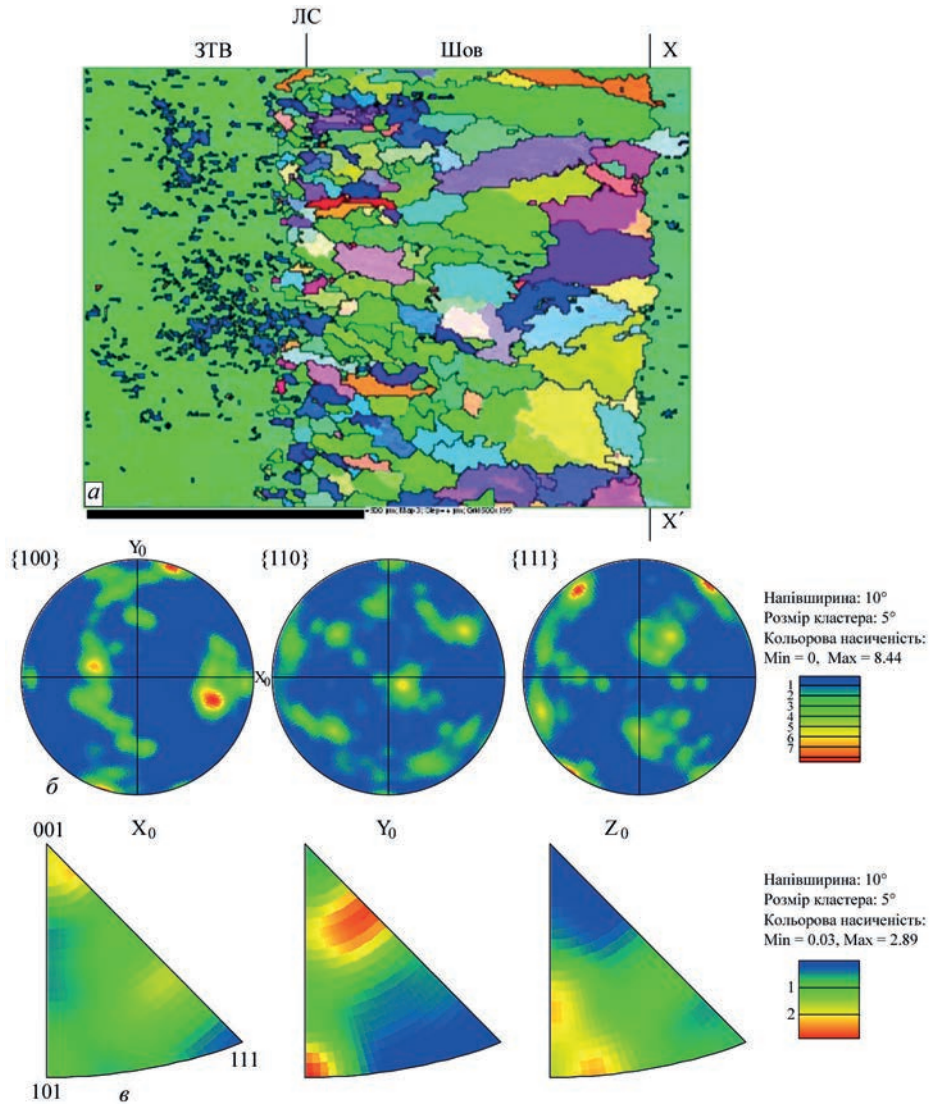 ЛС
ЗТВ Шов X
а
X′
{100} Y0 {110} {111}
X0
Напівширина: 10°
Розмір кластера: 5°
Кольорова насиченість:
Min = 0, Max = 8.44
1
2
3
4
5
6
7
б
001 X0 Y0 Z0
101 111
Напівширина: 10°
Розмір кластера: 5°
Кольорова насиченість:
Min = 0.03, Max = 2.89
1
2
в